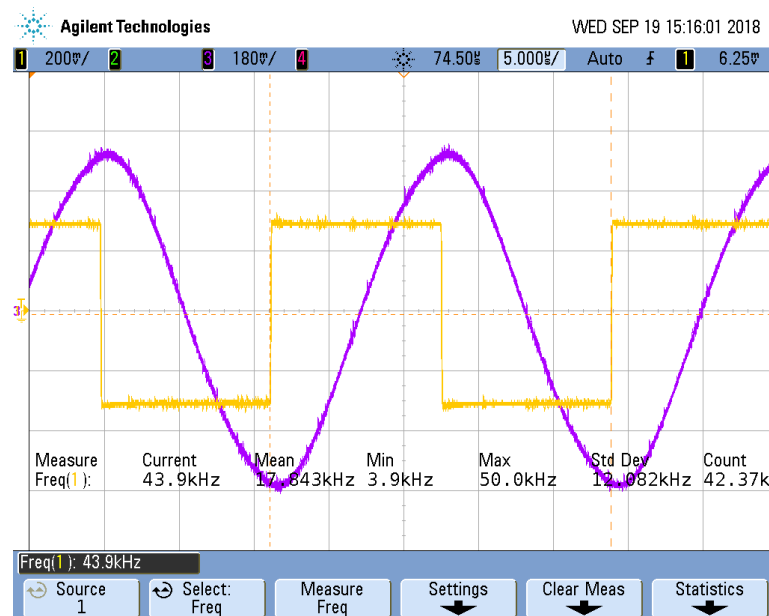 Agilent Technologies WED SEP 19 15:16:01 2018
1 200mV/ 2 3 180mV/ 4 74.50µs 5.000µs/ Auto 1 6.25mV
3
Measure Current Mean Min Max Std Dev Count
Freq(1): 43.9kHz 17.843kHz 3.9kHz 50.0kHz 12.082kHz 42.37k
Freq(1): 43.9kHz
Source Select: Measure Settings Clear Meas Statistics
1 Freq Freq